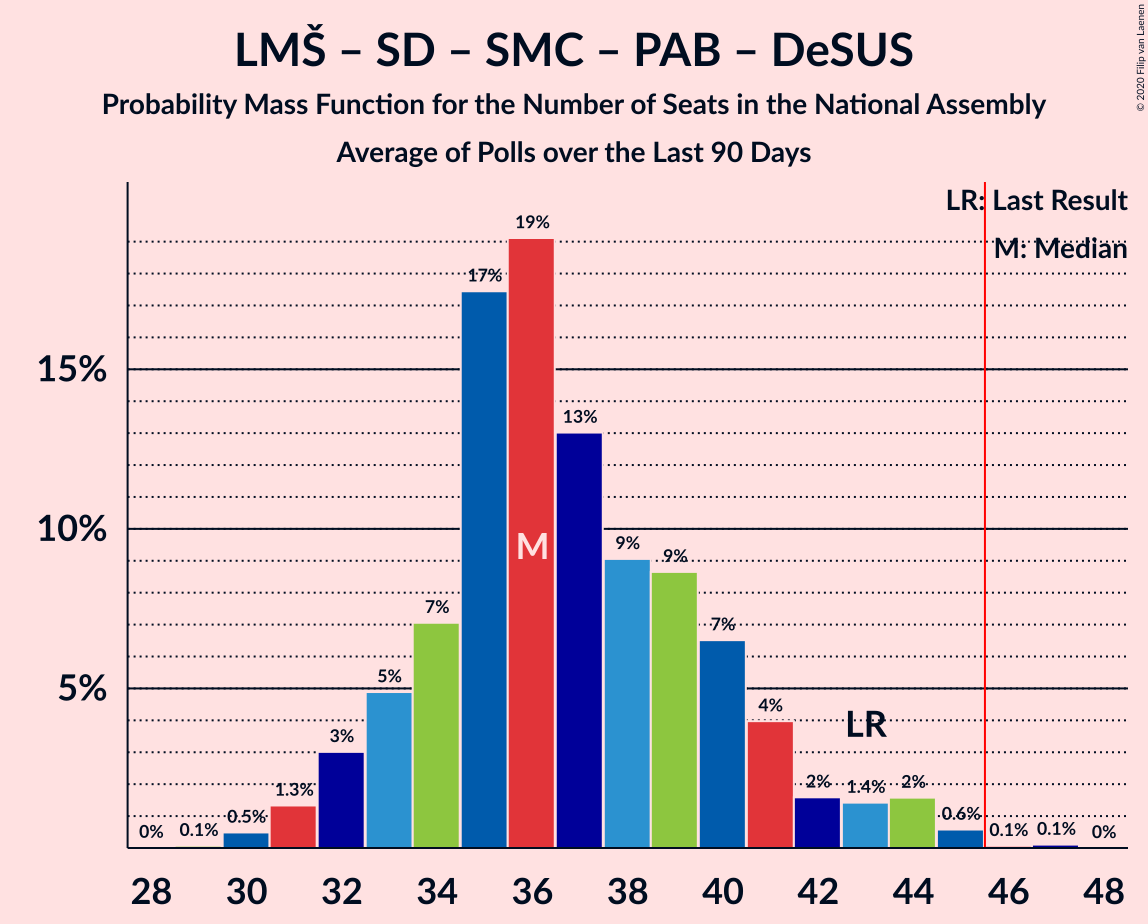 LMŠ – SD – SMC – PAB – DeSUS
Probability Mass Function for the Number of Seats in the National Assembly
Average of Polls over the Last 90 Days
© 2020 Filip van Laenen
LR: Last Result
M: Median
15%
10%
5%
0%
0.1%
0.5%
1.3%
3%
5%
7%
17%
19%
13%
9%
9%
7%
4%
2%
1.4%
2%
0.6%
0.1%
0.1%
0%
M
LR
28 30 32 34 36 38 40 42 44 46 48